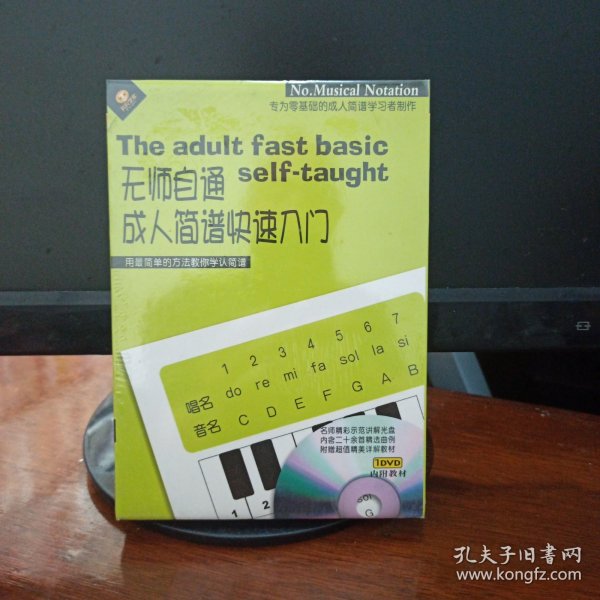 No.Musical Notation
专为零基础的成人简谱学习者制作
The adult fast basic
无师自通 self-taught
成人简谱快速入门
用最简单的方法教你学认简谱
1 2 3 4 5 6 7
唱名 do re mi fa sol la si
音名 C D E F G A B
名师精彩示范讲解光盘
内含二十余首精选曲例
附赠超值精美详解教材
1DVD
内附教材
1 2
sol
G
孔夫子旧书网
www.kongfz.com